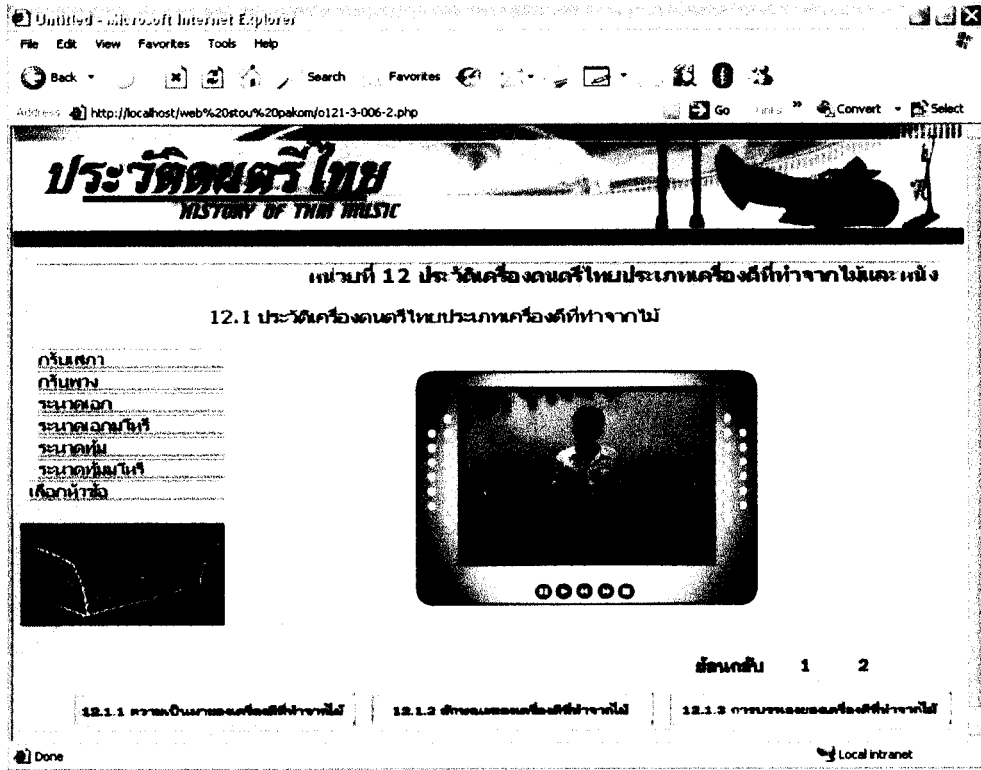 Untitled - Microsoft Internet Explorer
File Edit View Favorites Tools Help
Back Search Favorites
Address http://localhost/web%20stou%20pakom/o121-3-006-2.php Go Links » Convert Select
ประวัติดนตรีไทย
HISTORY OF THAI MUSIC
หน่วยที่ 12 ประวัติเครื่องดนตรีไทยประเภทเครื่องตีที่ทำจากไม้และหนัง
12.1 ประวัติเครื่องดนตรีไทยประเภทเครื่องตีที่ทำจากไม้
กรับเสภา
กรับพวง
ระนาดเอก
ระนาดเอกมโหรี
ระนาดทุ้ม
ระนาดทุ้มมโหรี
เลือกหัวข้อ
ย้อนกลับ 1 2
12.1.1 ความเป็นมาของเครื่องตีที่ทำจากไม้ 12.1.2 ลักษณะของเครื่องตีที่ทำจากไม้ 12.1.3 การบรรเลงของเครื่องตีที่ทำจากไม้
Done Local intranet